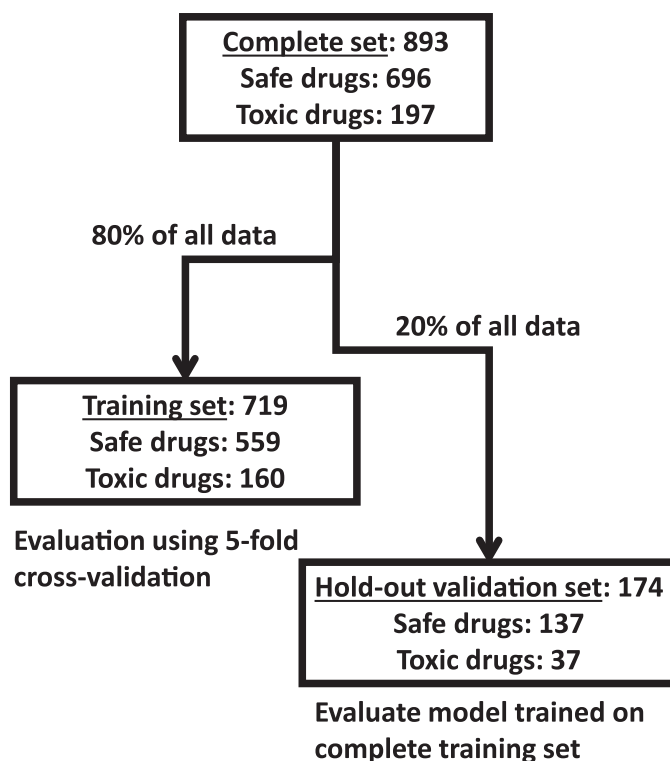 Complete set: 893
Safe drugs: 696
Toxic drugs: 197
80% of all data
20% of all data
Training set: 719
Safe drugs: 559
Toxic drugs: 160
Evaluation using 5-fold
cross-validation
Hold-out validation set: 174
Safe drugs: 137
Toxic drugs: 37
Evaluate model trained on
complete training set